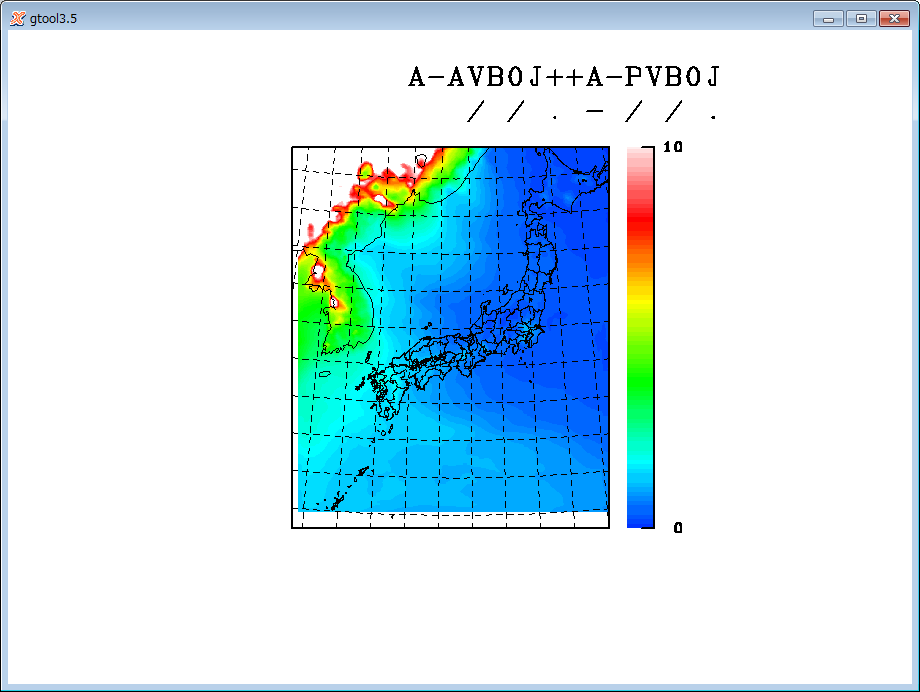 gtool3.5
A-AVBOJ++A-PVBOJ
// . - // .
10
0